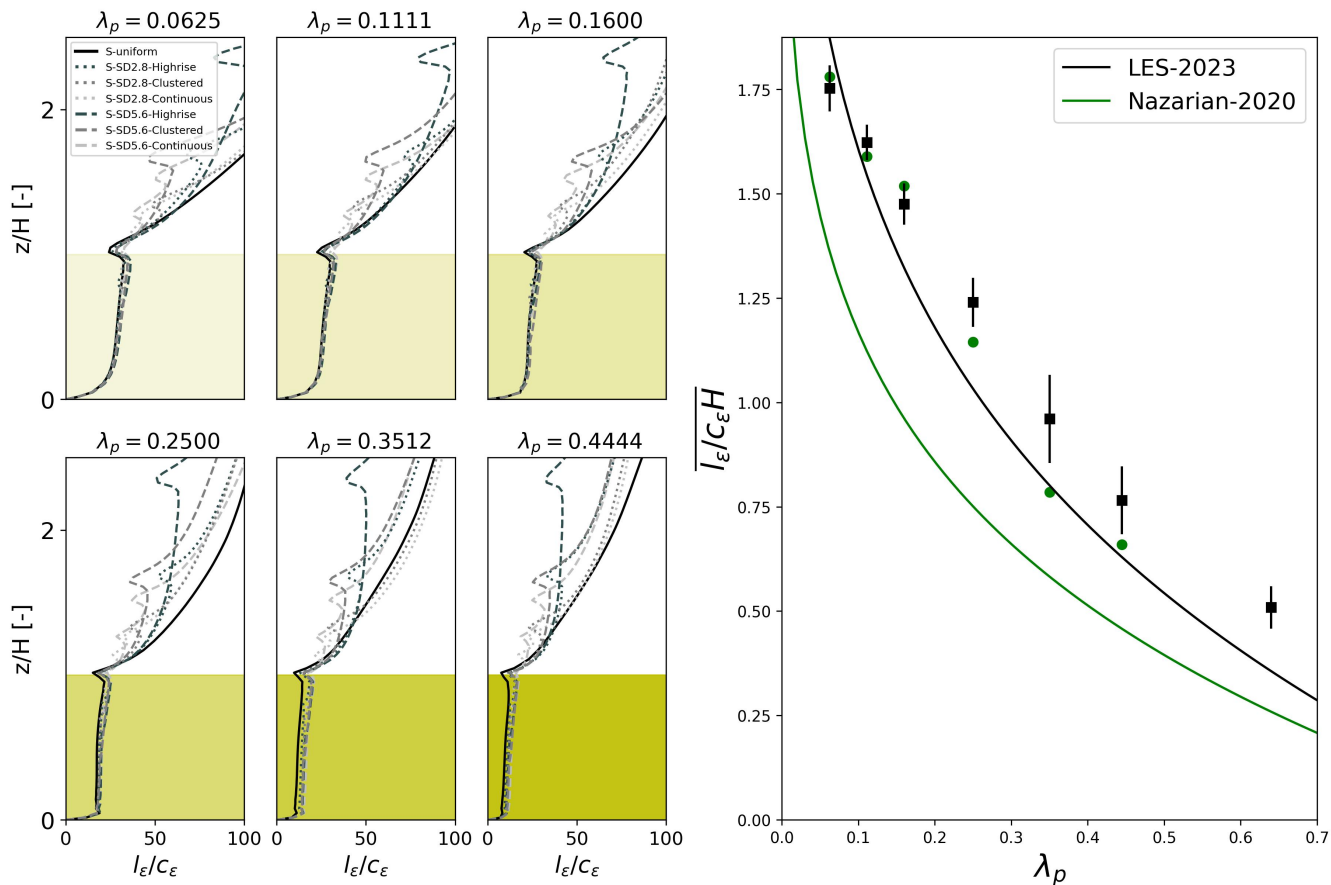 λp = 0.0625
λp = 0.1111
λp = 0.1600
S-uniform
S-SD2.8-Highrise
S-SD2.8-Clustered
S-SD2.8-Continuous
S-SD5.6-Highrise
S-SD5.6-Clustered
S-SD5.6-Continuous
z/H [-]
2
0
λp = 0.2500
λp = 0.3512
λp = 0.4444
z/H [-]
2
0
0 50 100
0 50 100
0 50 100
lε/cε
lε/cε
lε/cε
LES-2023
Nazarian-2020
lε/cεH
1.75
1.50
1.25
1.00
0.75
0.50
0.25
0.00
0.0 0.1 0.2 0.3 0.4 0.5 0.6 0.7
λp